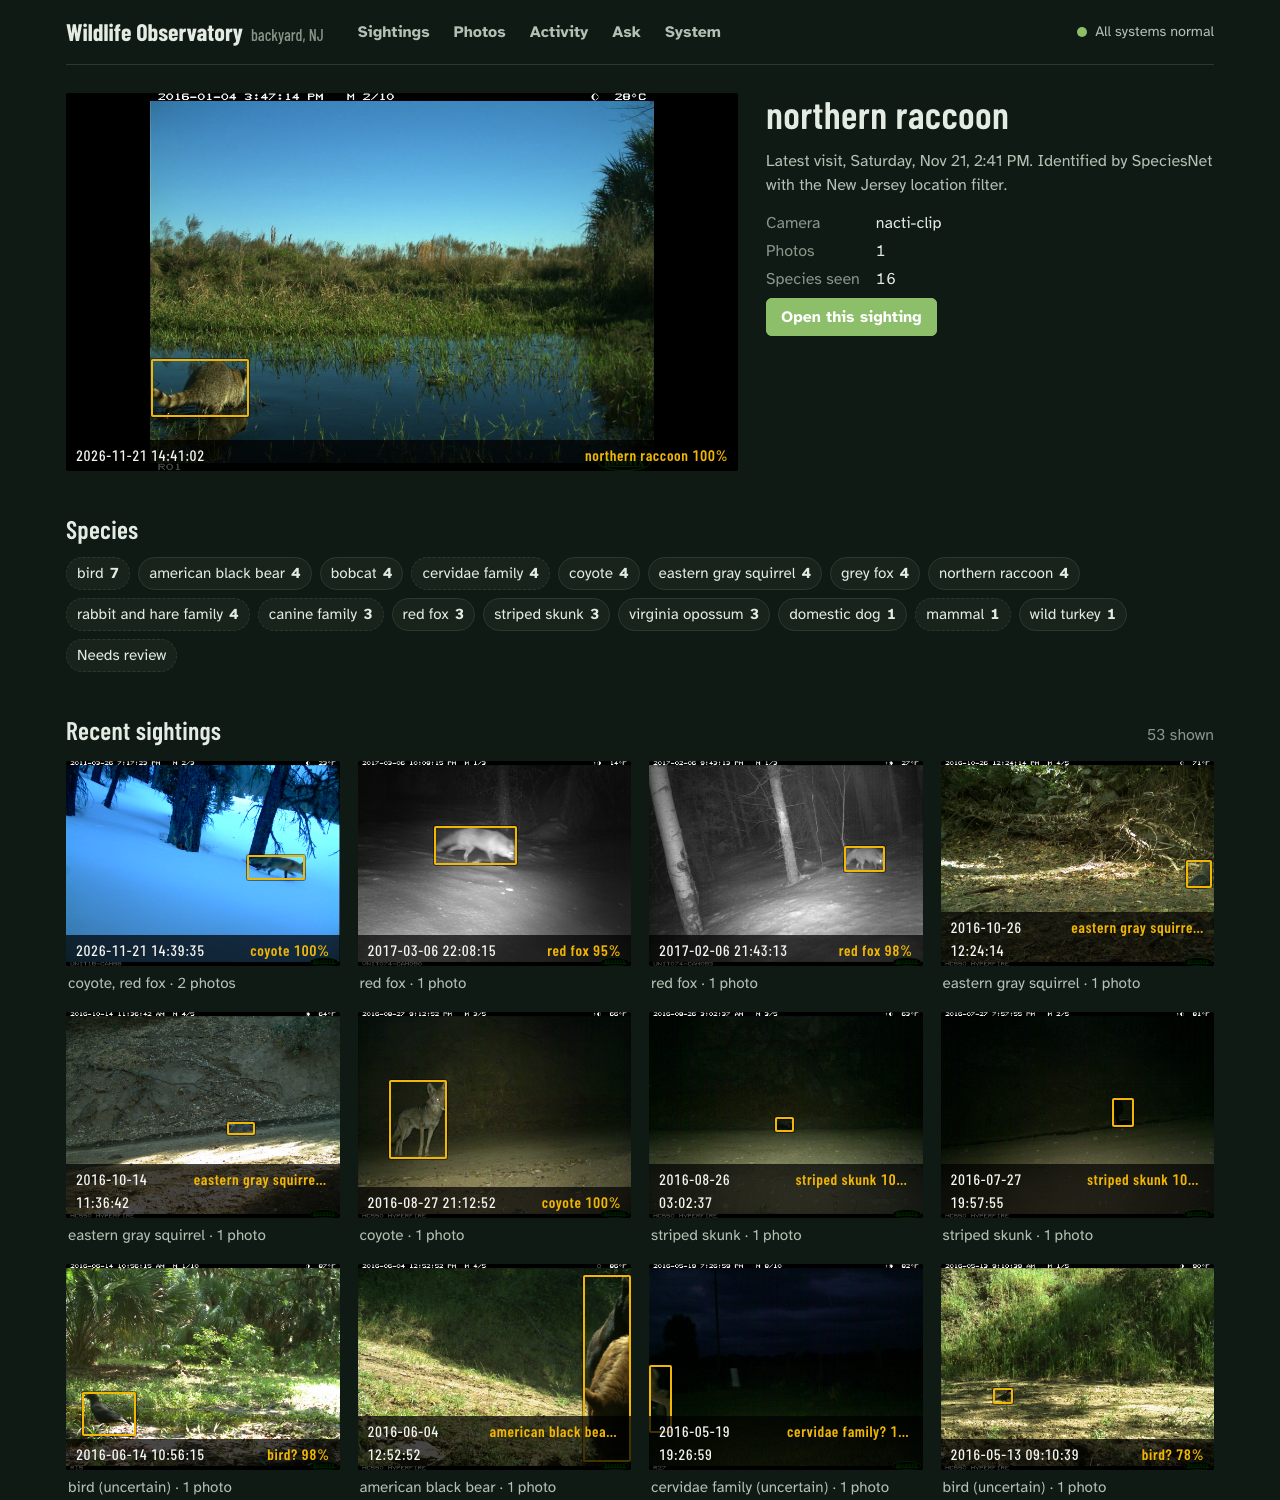 Wildlife Observatory backyard, NJ Sightings Photos Activity Ask System All systems normal
2016-01-04 3:47:14 PM M 2/10 28°C
northern raccoon
Latest visit, Saturday, Nov 21, 2:41 PM. Identified by SpeciesNet
with the New Jersey location filter.
Camera nacti-clip
Photos 1
Species seen 16
Open this sighting
2026-11-21 14:41:02 northern raccoon 100%
Species
bird 7 american black bear 4 bobcat 4 cervidae family 4 coyote 4 eastern gray squirrel 4 grey fox 4 northern raccoon 4
rabbit and hare family 4 canine family 3 red fox 3 striped skunk 3 virginia opossum 3 domestic dog 1 mammal 1 wild turkey 1
Needs review
Recent sightings 53 shown
2026-11-21 14:39:35 coyote 100%
coyote, red fox · 2 photos
2017-03-06 22:08:15 red fox 95%
red fox · 1 photo
2017-02-06 21:43:13 red fox 98%
red fox · 1 photo
2016-10-26 eastern gray squirre...
12:24:14
eastern gray squirrel · 1 photo
2016-10-14 eastern gray squirre...
11:36:42
eastern gray squirrel · 1 photo
2016-08-27 21:12:52 coyote 100%
coyote · 1 photo
2016-08-26 striped skunk 10...
03:02:37
striped skunk · 1 photo
2016-07-27 striped skunk 10...
19:57:55
striped skunk · 1 photo
2016-06-14 10:56:15 bird? 98%
bird (uncertain) · 1 photo
2016-06-04 american black bea...
12:52:52
american black bear · 1 photo
2016-05-19 cervidae family? 1...
19:26:59
cervidae family (uncertain) · 1 photo
2016-05-13 09:10:39 bird? 78%
bird (uncertain) · 1 photo